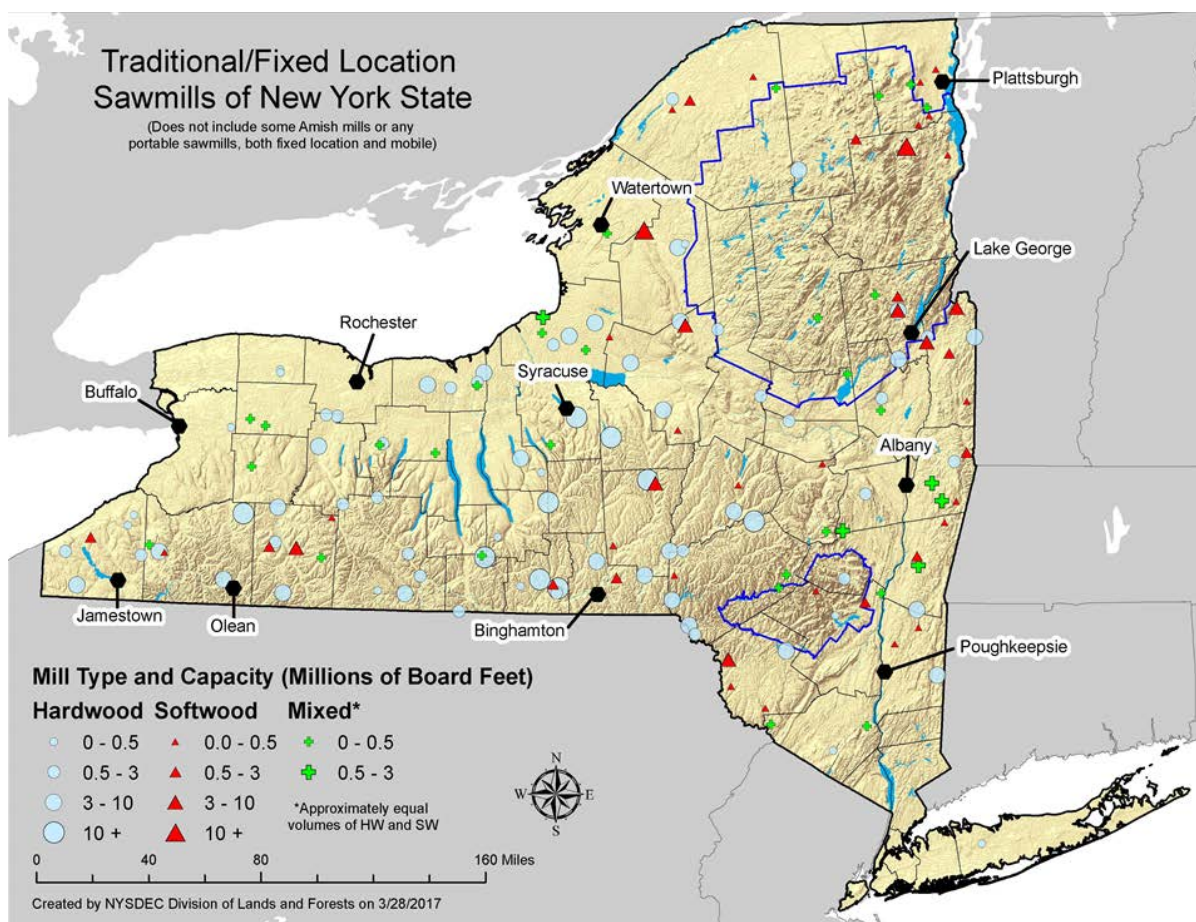 Traditional/Fixed Location
Sawmills of New York State
(Does not include some Amish mills or any
portable sawmills, both fixed location and mobile)
Plattsburgh
Watertown
Lake George
Rochester
Syracuse
Buffalo
Albany
Jamestown
Olean
Binghamton
Poughkeepsie
Mill Type and Capacity (Millions of Board Feet)
Hardwood Softwood Mixed*
0 - 0.5 0.0 - 0.5 0 - 0.5
0.5 - 3 0.5 - 3 0.5 - 3
3 - 10 3 - 10
10 + 10 +
*Approximately equal
volumes of HW and SW
N
W E
S
0 40 80 160 Miles
Created by NYSDEC Division of Lands and Forests on 3/28/2017